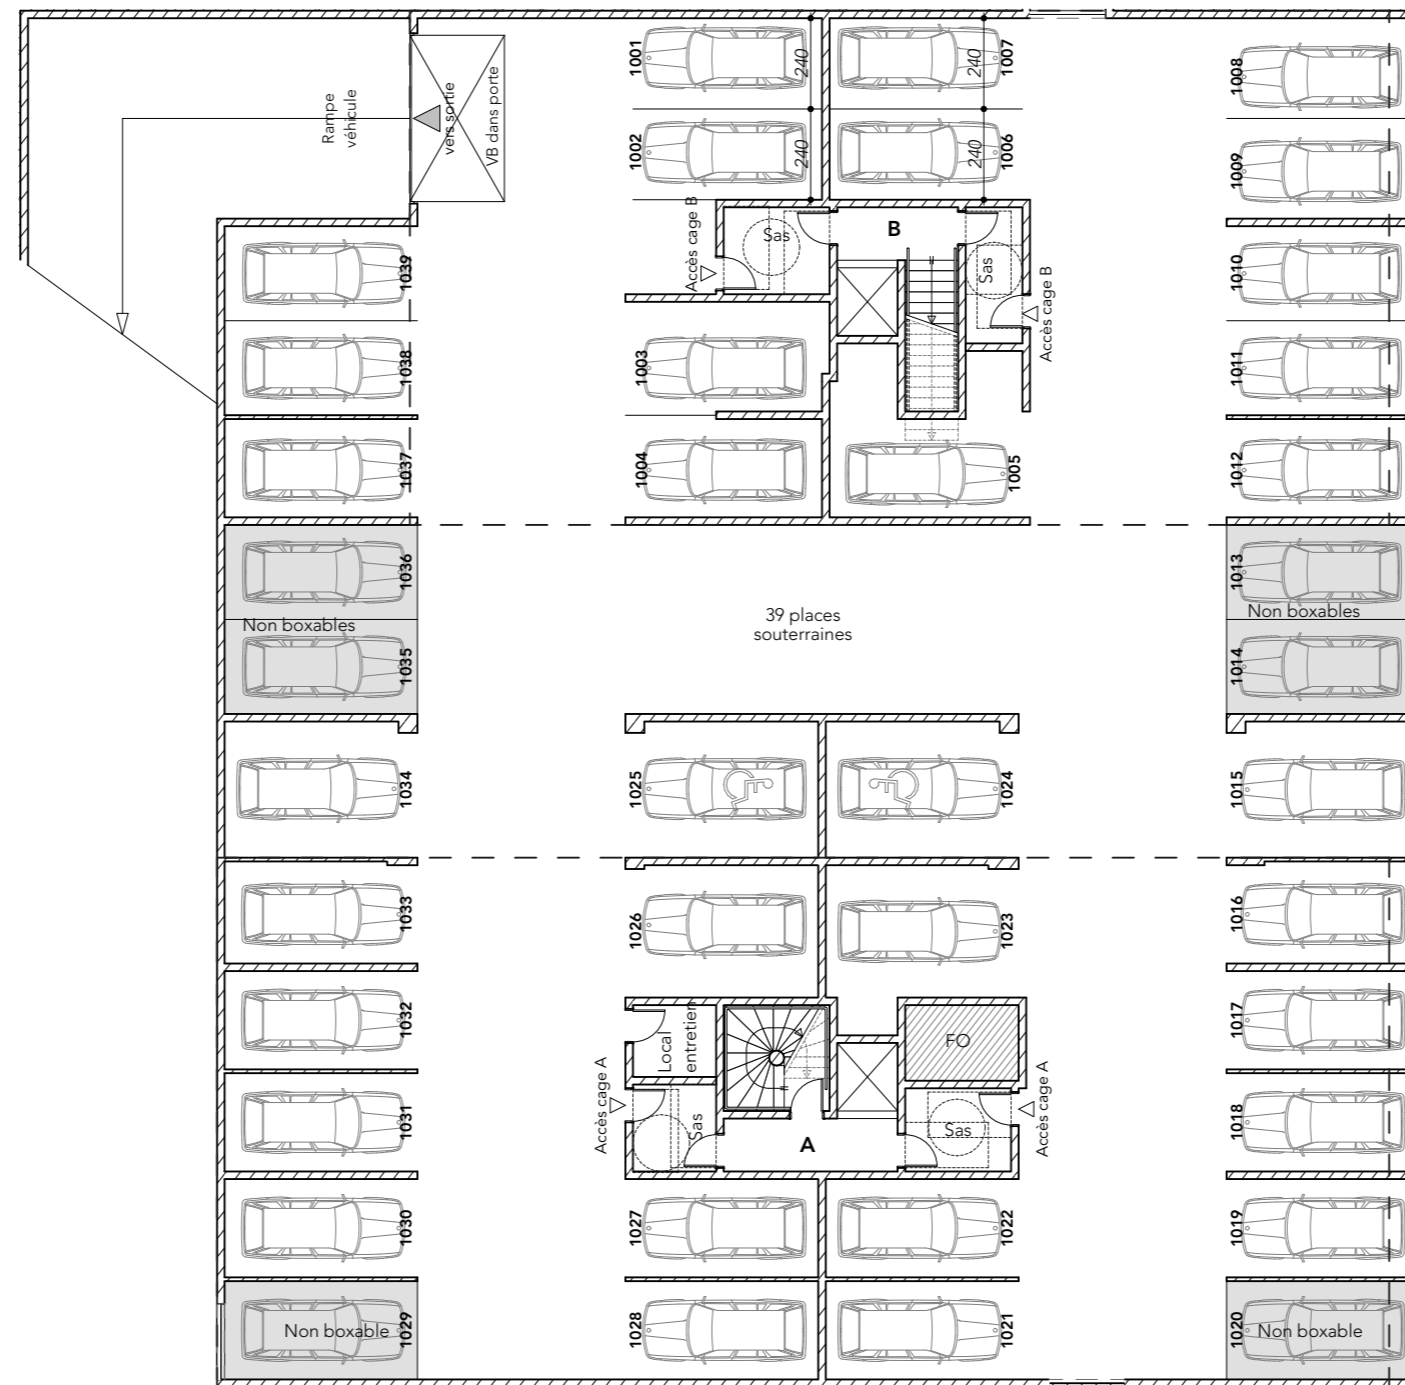 1001
240
240
1007
1008
Rampe
véhicule
vers sortie
VB dans porte
1002
240
240
1006
1009
Accès cage B
Sas
B
Sas
Accès cage B
1039
1010
1038
1003
1011
1037
1004
1005
1012
1036
1013
Non boxables
39 places
souterraines
Non boxables
1035
1014
1034
1025
1024
1015
1033
1026
1023
1016
1032
Local
entretien
FO
1017
Accès cage A
Sas
A
Sas
Accès cage A
1031
1018
1030
1027
1022
1019
Non boxable
1029
1028
1021
1020
Non boxable